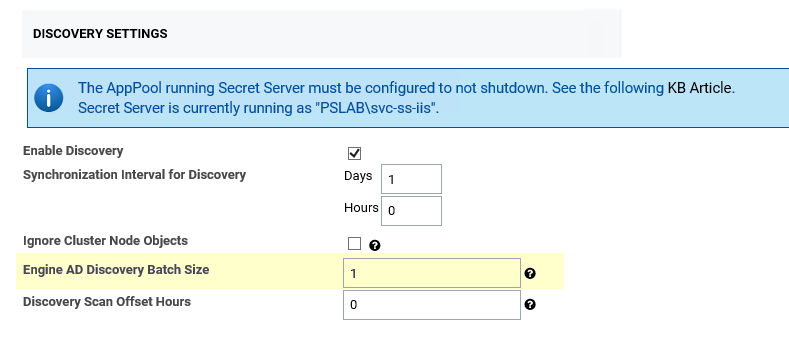 DISCOVERY SETTINGS
The AppPool running Secret Server must be configured to not shutdown. See the following KB Article.
Secret Server is currently running as "PSLAB\svc-ss-iis".
Enable Discovery
Synchronization Interval for Discovery Days 1
Hours 0
Ignore Cluster Node Objects ?
Engine AD Discovery Batch Size 1 ?
Discovery Scan Offset Hours 0 ?